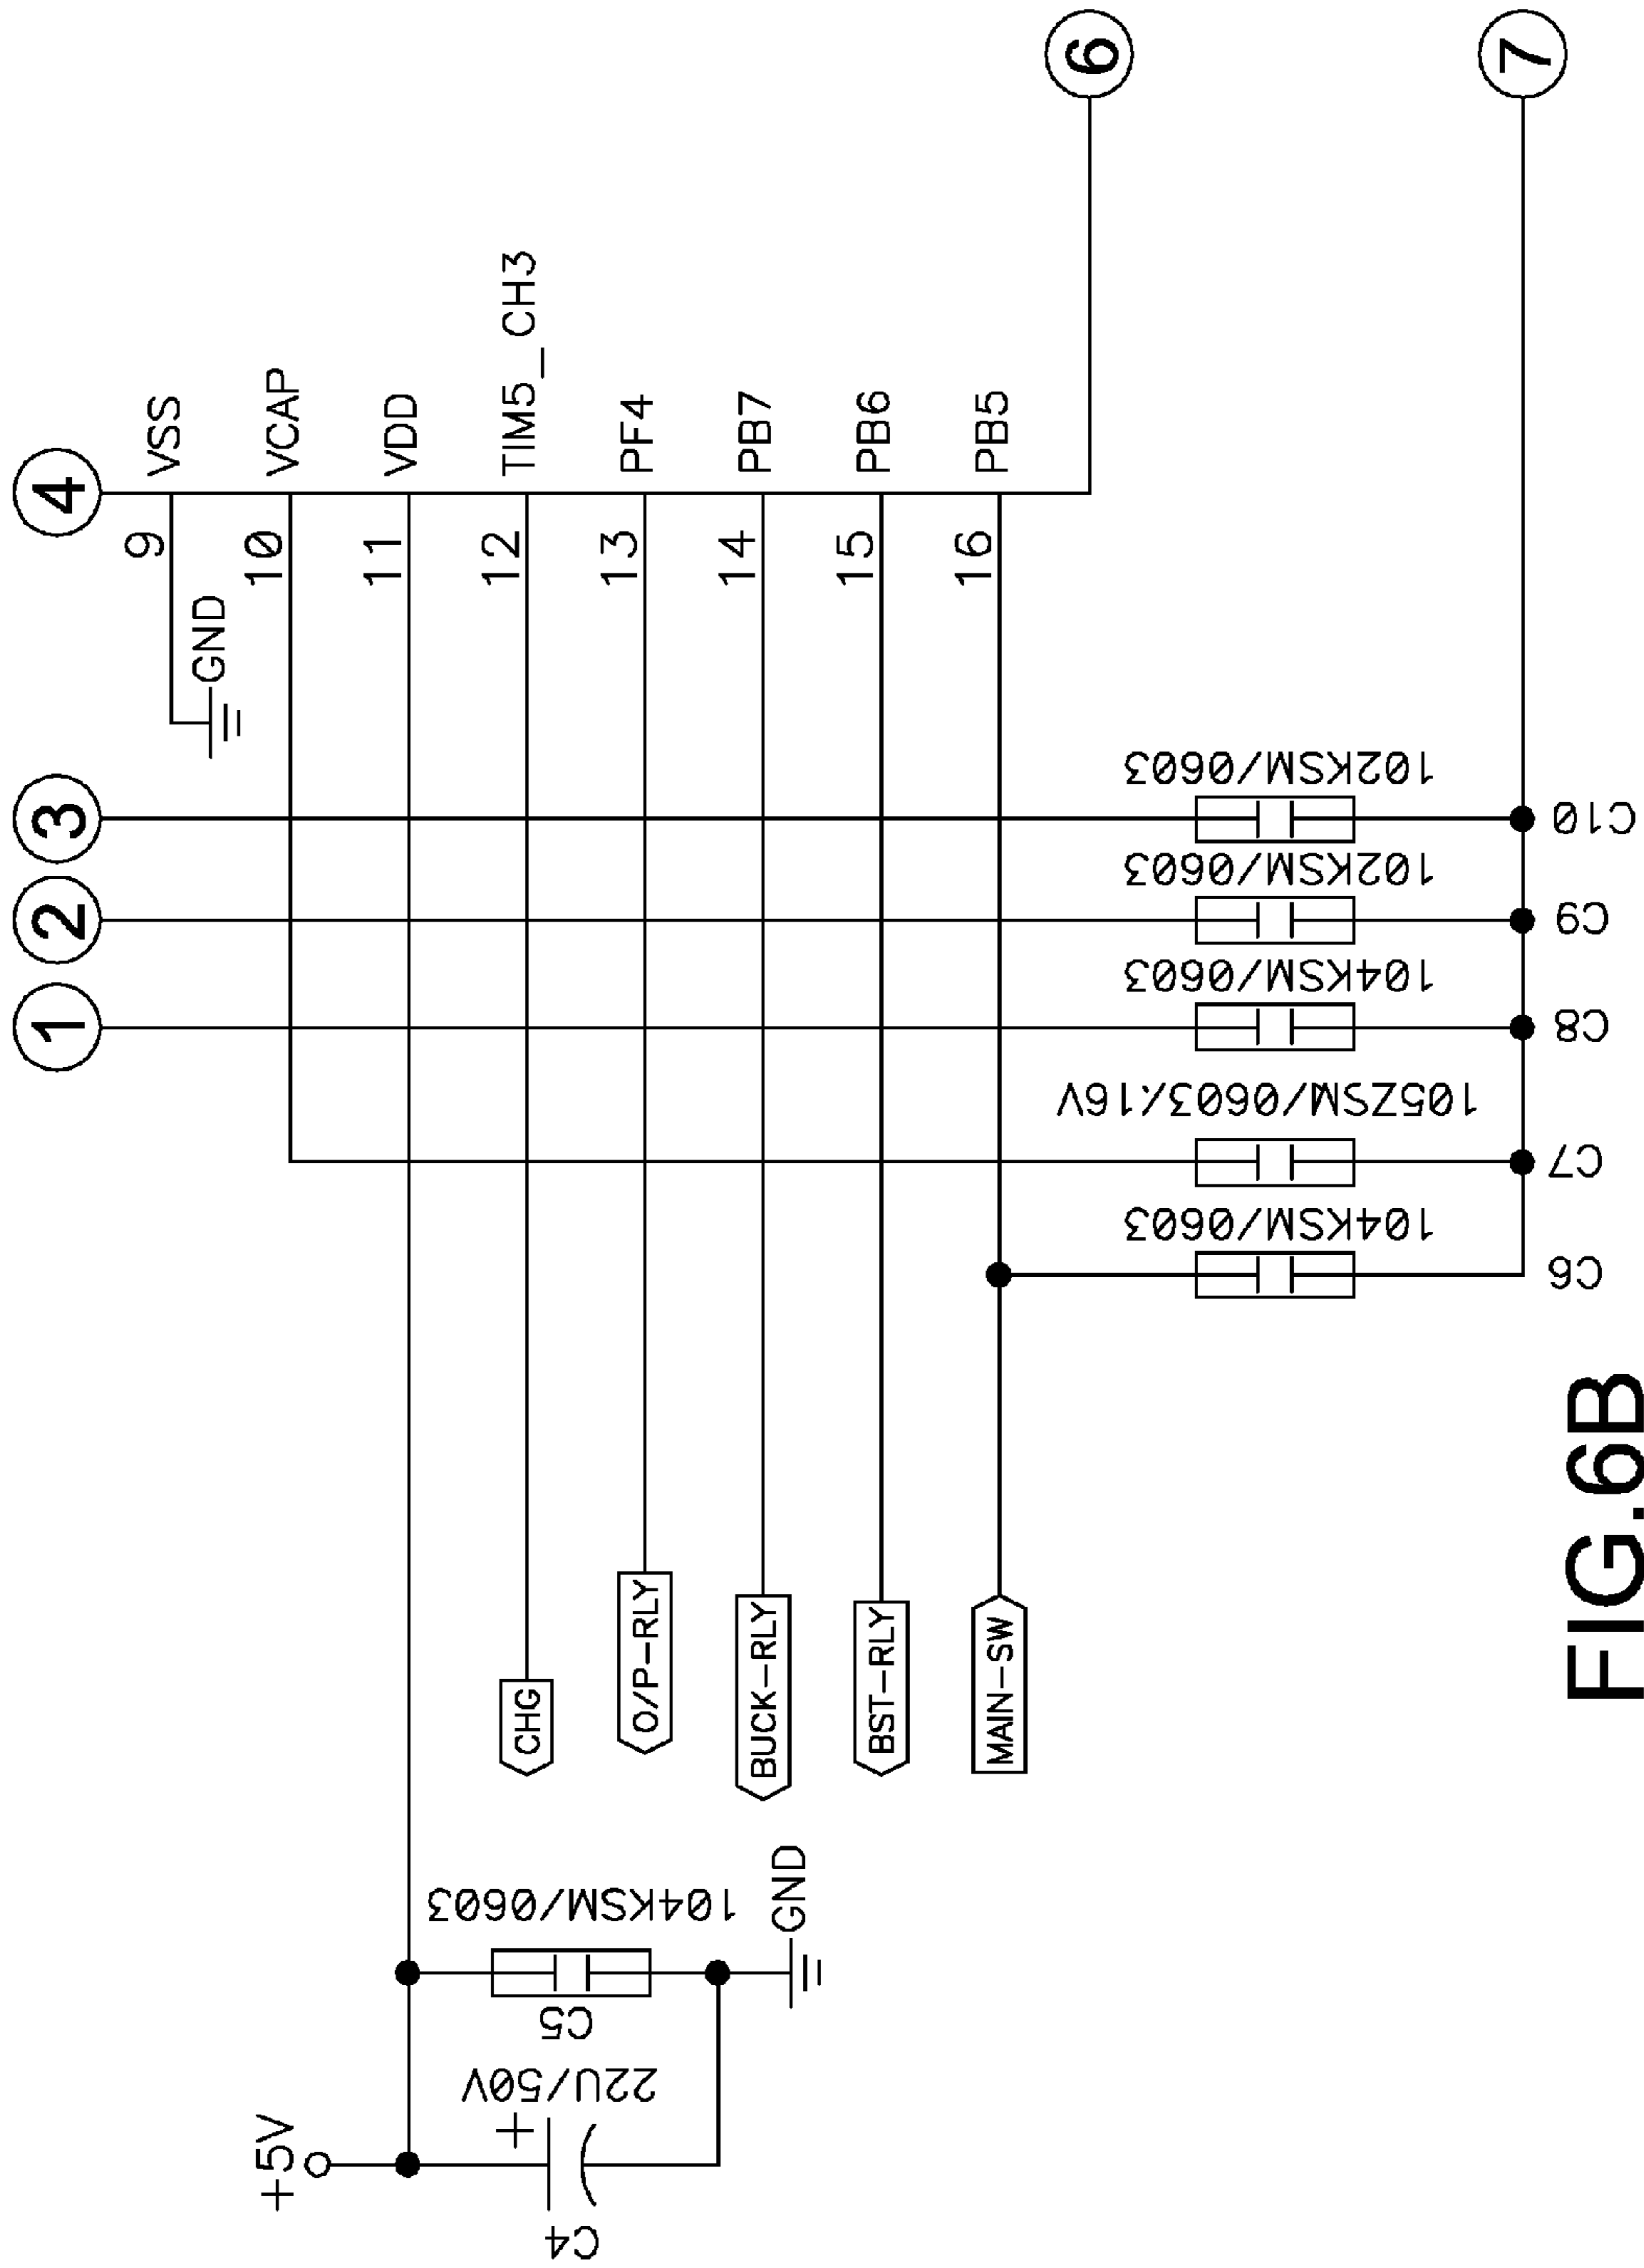 1
2
3
4
9
VSS
GND
10
VCAP
11
VDD
12
TIM5_CH3
13
PF4
14
PB7
15
PB6
16
PB5
6
7
+5V
C4
+
22U/50V
C5
104KSM/0603
GND
CHG
O/P-RLY
BUCK-RLY
BST-RLY
MAIN-SW
104KSM/0603
C6
105ZSM/0603/16V
C7
104KSM/0603
C8
102KSM/0603
C9
102KSM/0603
C10
FIG.6B